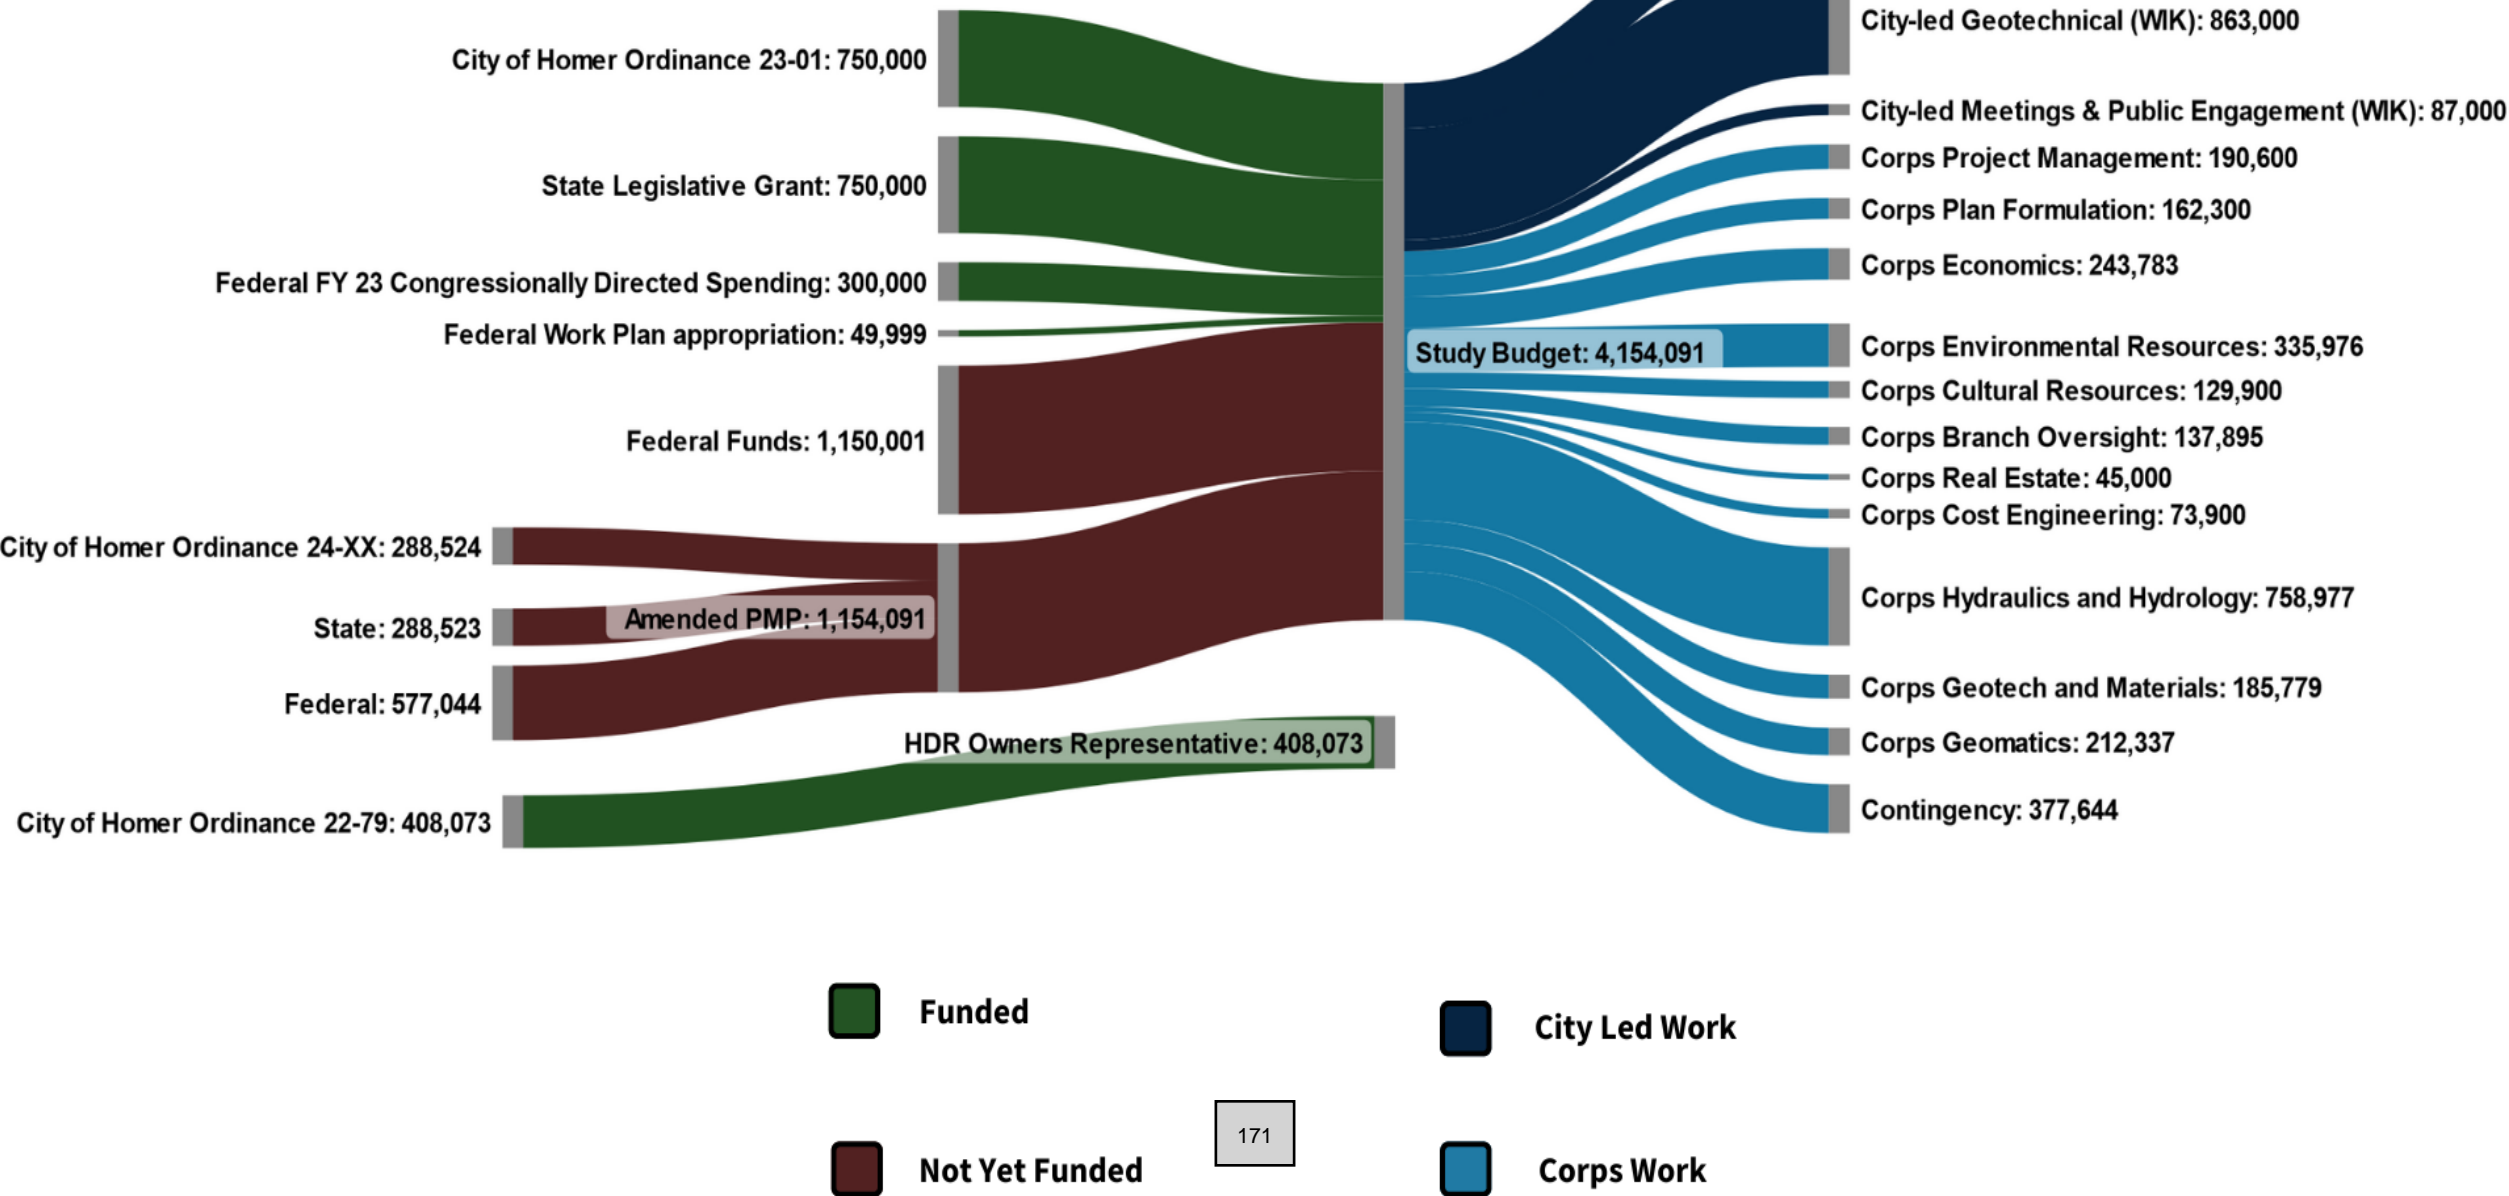 City of Homer Ordinance 23-01: 750,000
State Legislative Grant: 750,000
Federal FY 23 Congressionally Directed Spending: 300,000
Federal Work Plan appropriation: 49,999
Federal Funds: 1,150,001
City of Homer Ordinance 24-XX: 288,524
State: 288,523
Amended PMP: 1,154,091
Federal: 577,044
HDR Owners Representative: 408,073
City of Homer Ordinance 22-79: 408,073
Study Budget: 4,154,091
City-led Geotechnical (WIK): 863,000
City-led Meetings & Public Engagement (WIK): 87,000
Corps Project Management: 190,600
Corps Plan Formulation: 162,300
Corps Economics: 243,783
Corps Environmental Resources: 335,976
Corps Cultural Resources: 129,900
Corps Branch Oversight: 137,895
Corps Real Estate: 45,000
Corps Cost Engineering: 73,900
Corps Hydraulics and Hydrology: 758,977
Corps Geotech and Materials: 185,779
Corps Geomatics: 212,337
Contingency: 377,644
Funded
City Led Work
Not Yet Funded
Corps Work
171